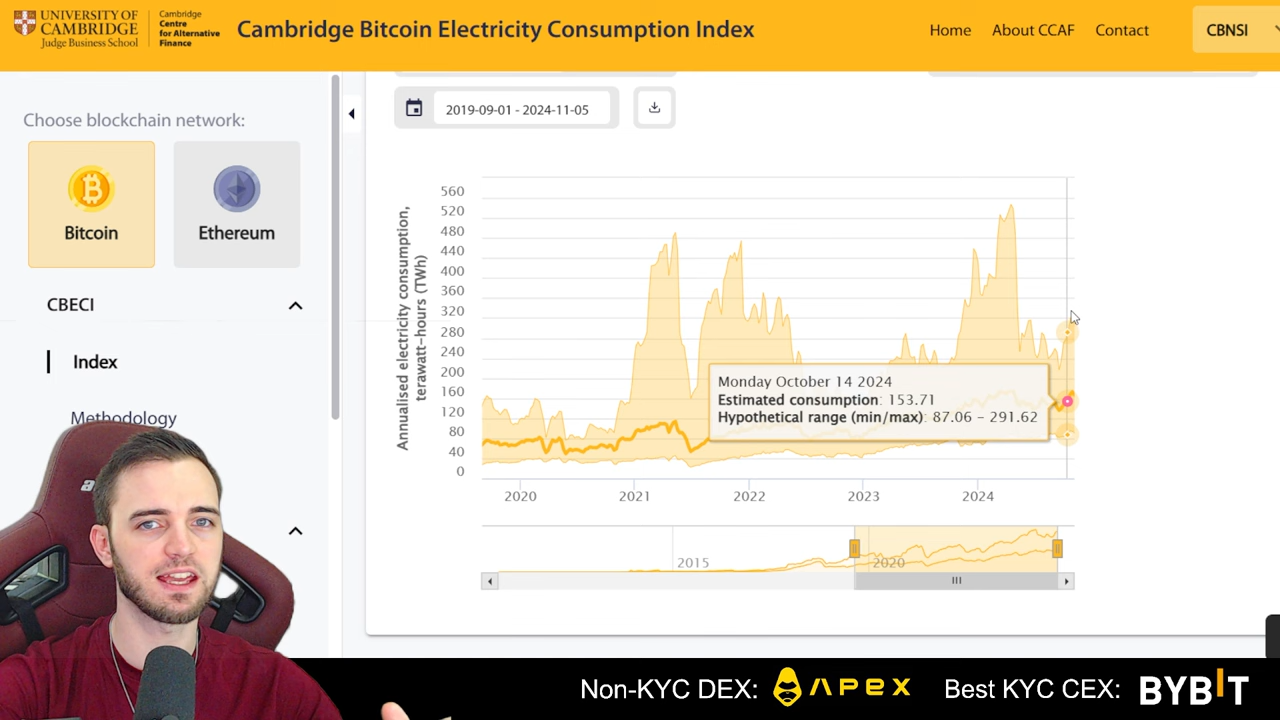 UNIVERSITY OF
CAMBRIDGE
Judge Business School
Cambridge
Centre
for Alternative
Finance
Cambridge Bitcoin Electricity Consumption Index
Home
About CCAF
Contact
CBNSI
Choose blockchain network:
Bitcoin
Ethereum
CBECI
Index
Methodology
2019-09-01 - 2024-11-05
Annualised electricity consumption,
terawatt-hours (TWh)
560
520
480
440
400
360
320
280
240
200
160
120
80
40
0
Monday October 14 2024
Estimated consumption: 153.71
Hypothetical range (min/max): 87.06 - 291.62
2020
2021
2022
2023
2024
2015
2020
Non-KYC DEX: APEX
Best KYC CEX: BYBIT